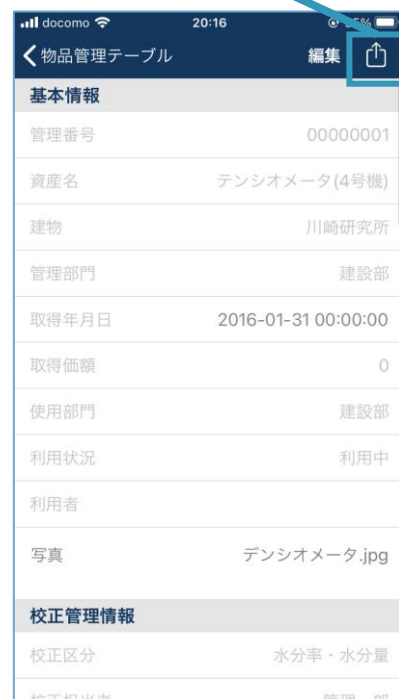 docomo 20:16 35%
物品管理テーブル 編集
基本情報
管理番号 00000001
資産名 テンシオメータ(4号機)
建物 川崎研究所
管理部門 建設部
取得年月日 2016-01-31 00:00:00
取得価額 0
使用部門 建設部
利用状況 利用中
利用者
写真 デンシオメータ.jpg
校正管理情報
校正区分 水分率・水分量